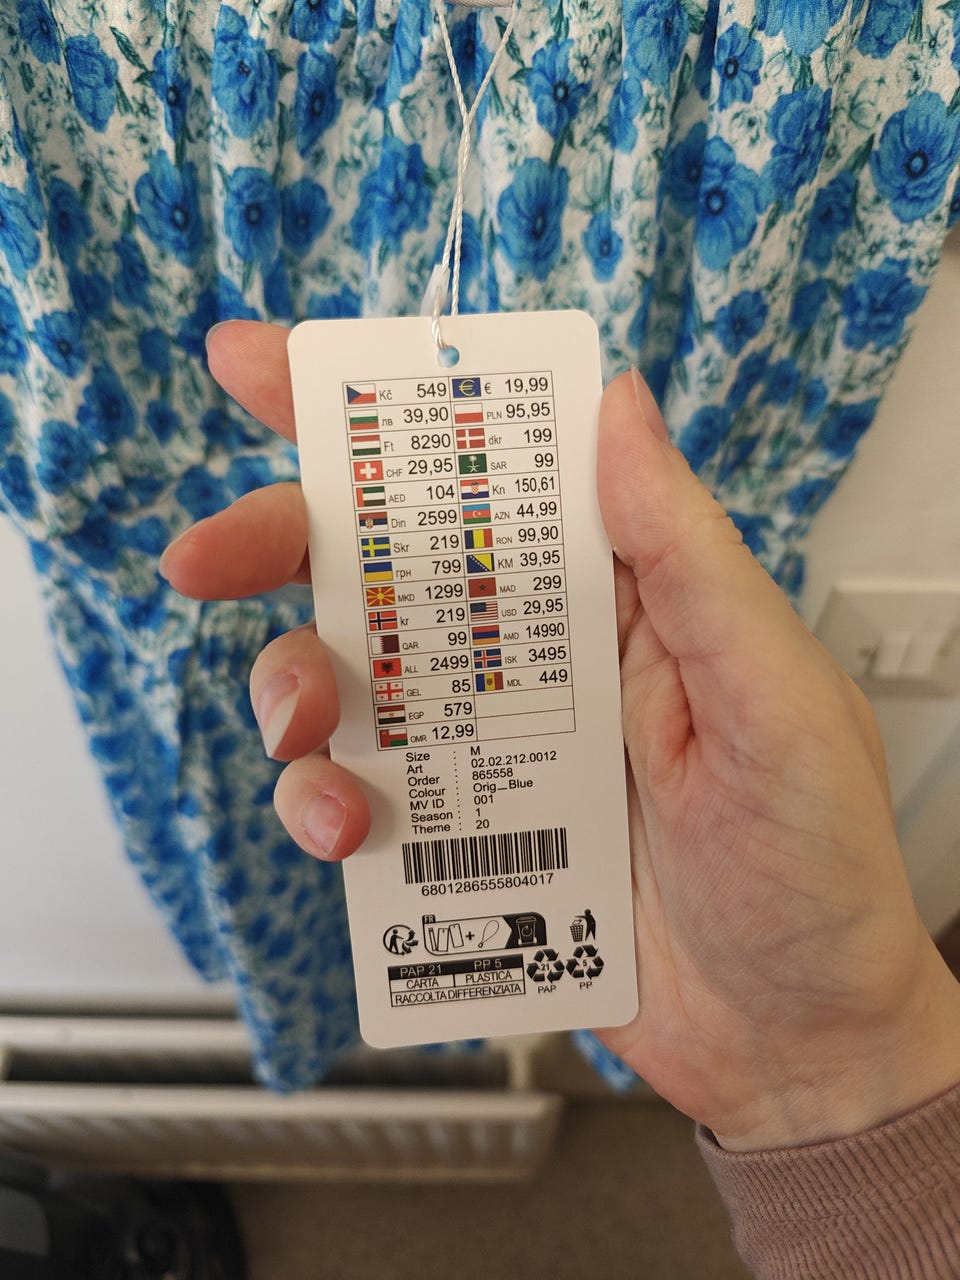 Kč 549 € 19,99
лв 39,90 PLN 95,95
Ft 8290 dkr 199
CHF 29,95 SAR 99
AED 104 Kn 150,61
Din 2599 AZN 44,99
Skr 219 RON 99,90
грн 799 KM 39,95
MKD 1299 MAD 299
kr 219 USD 29,95
QAR 99 AMD 14990
ALL 2499 ISK 3495
GEL 85 MDL 449
EGP 579
OMR 12,99
Size : M
Art : 02.02.212.0012
Order : 865558
Colour : Orig_Blue
MV ID : 001
Season : 1
Theme : 20
6801286555804017
FR
+
PAP 21 PP 5
CARTA PLASTICA
RACCOLTA DIFFERENZIATA
21 5
PAP PP